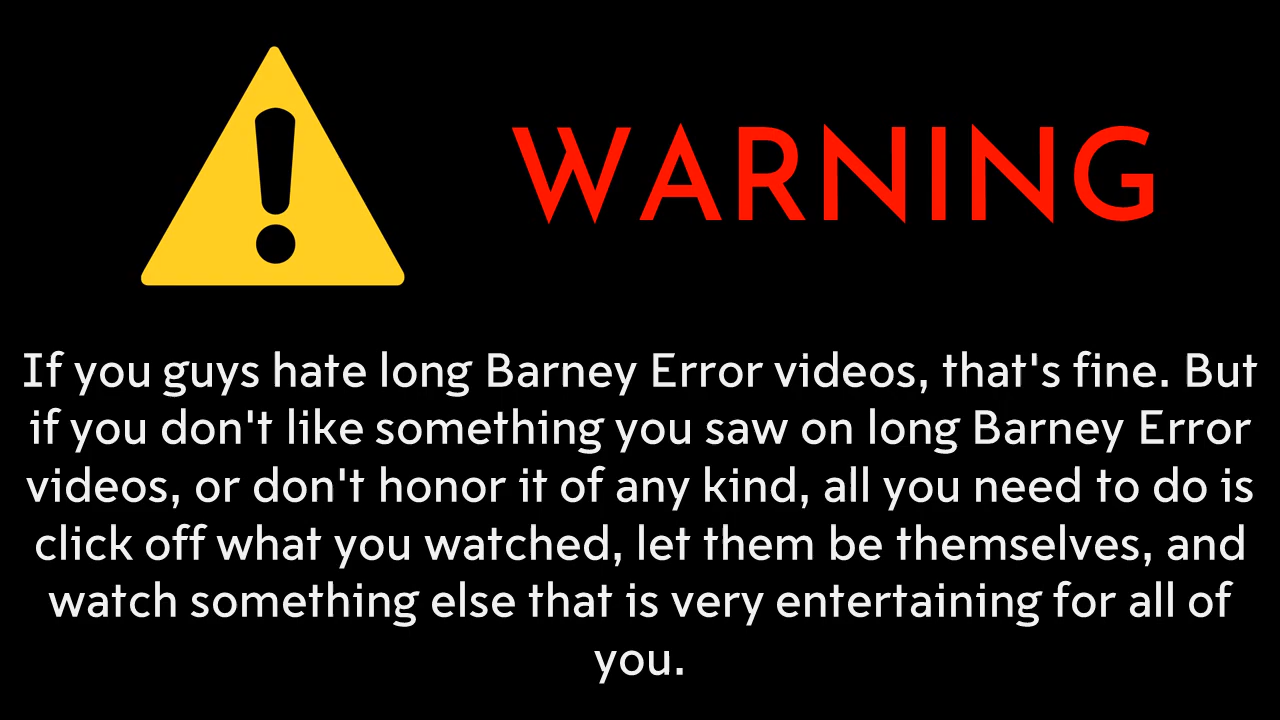 WARNING
If you guys hate long Barney Error videos, that's fine. But
if you don't like something you saw on long Barney Error
videos, or don't honor it of any kind, all you need to do is
click off what you watched, let them be themselves, and
watch something else that is very entertaining for all of
you.